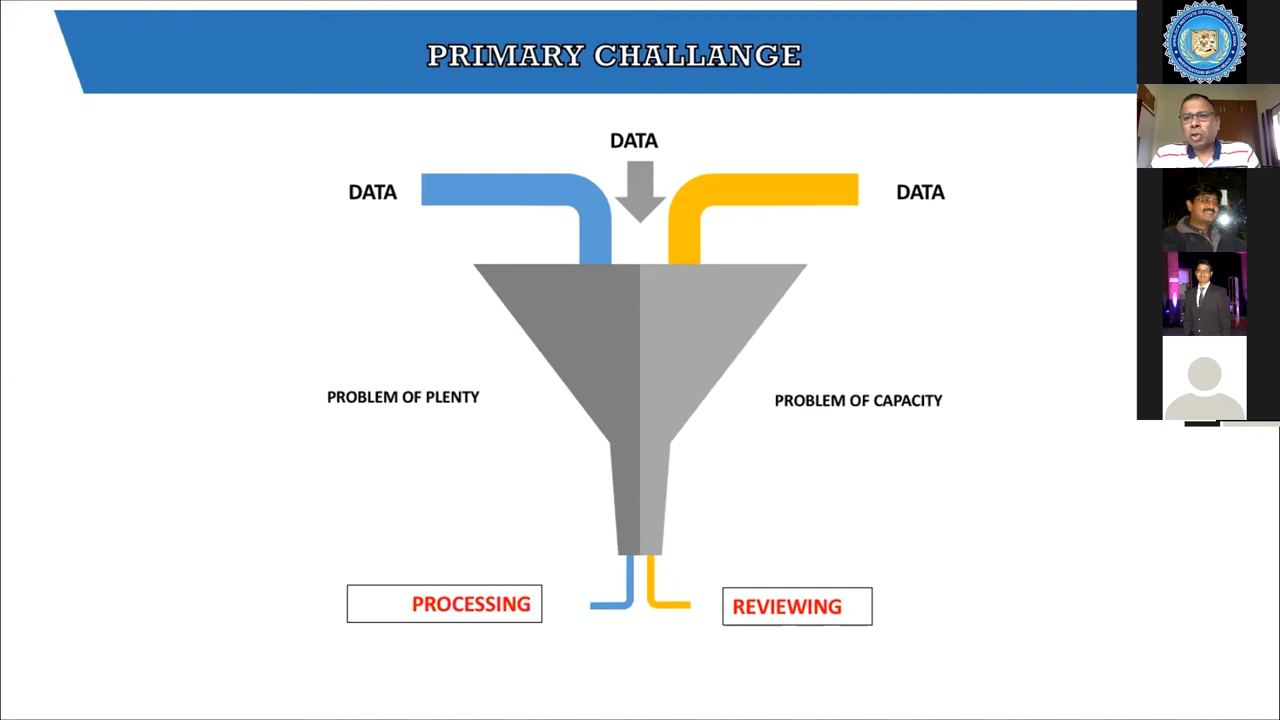 PRIMARY CHALLANGE
DATA
DATA
DATA
PROBLEM OF PLENTY
PROBLEM OF CAPACITY
PROCESSING
REVIEWING